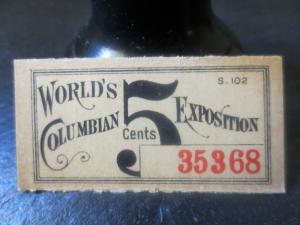 S. 102
WORLD'S
COLUMBIAN
5
Cents
EXPOSITION
35368